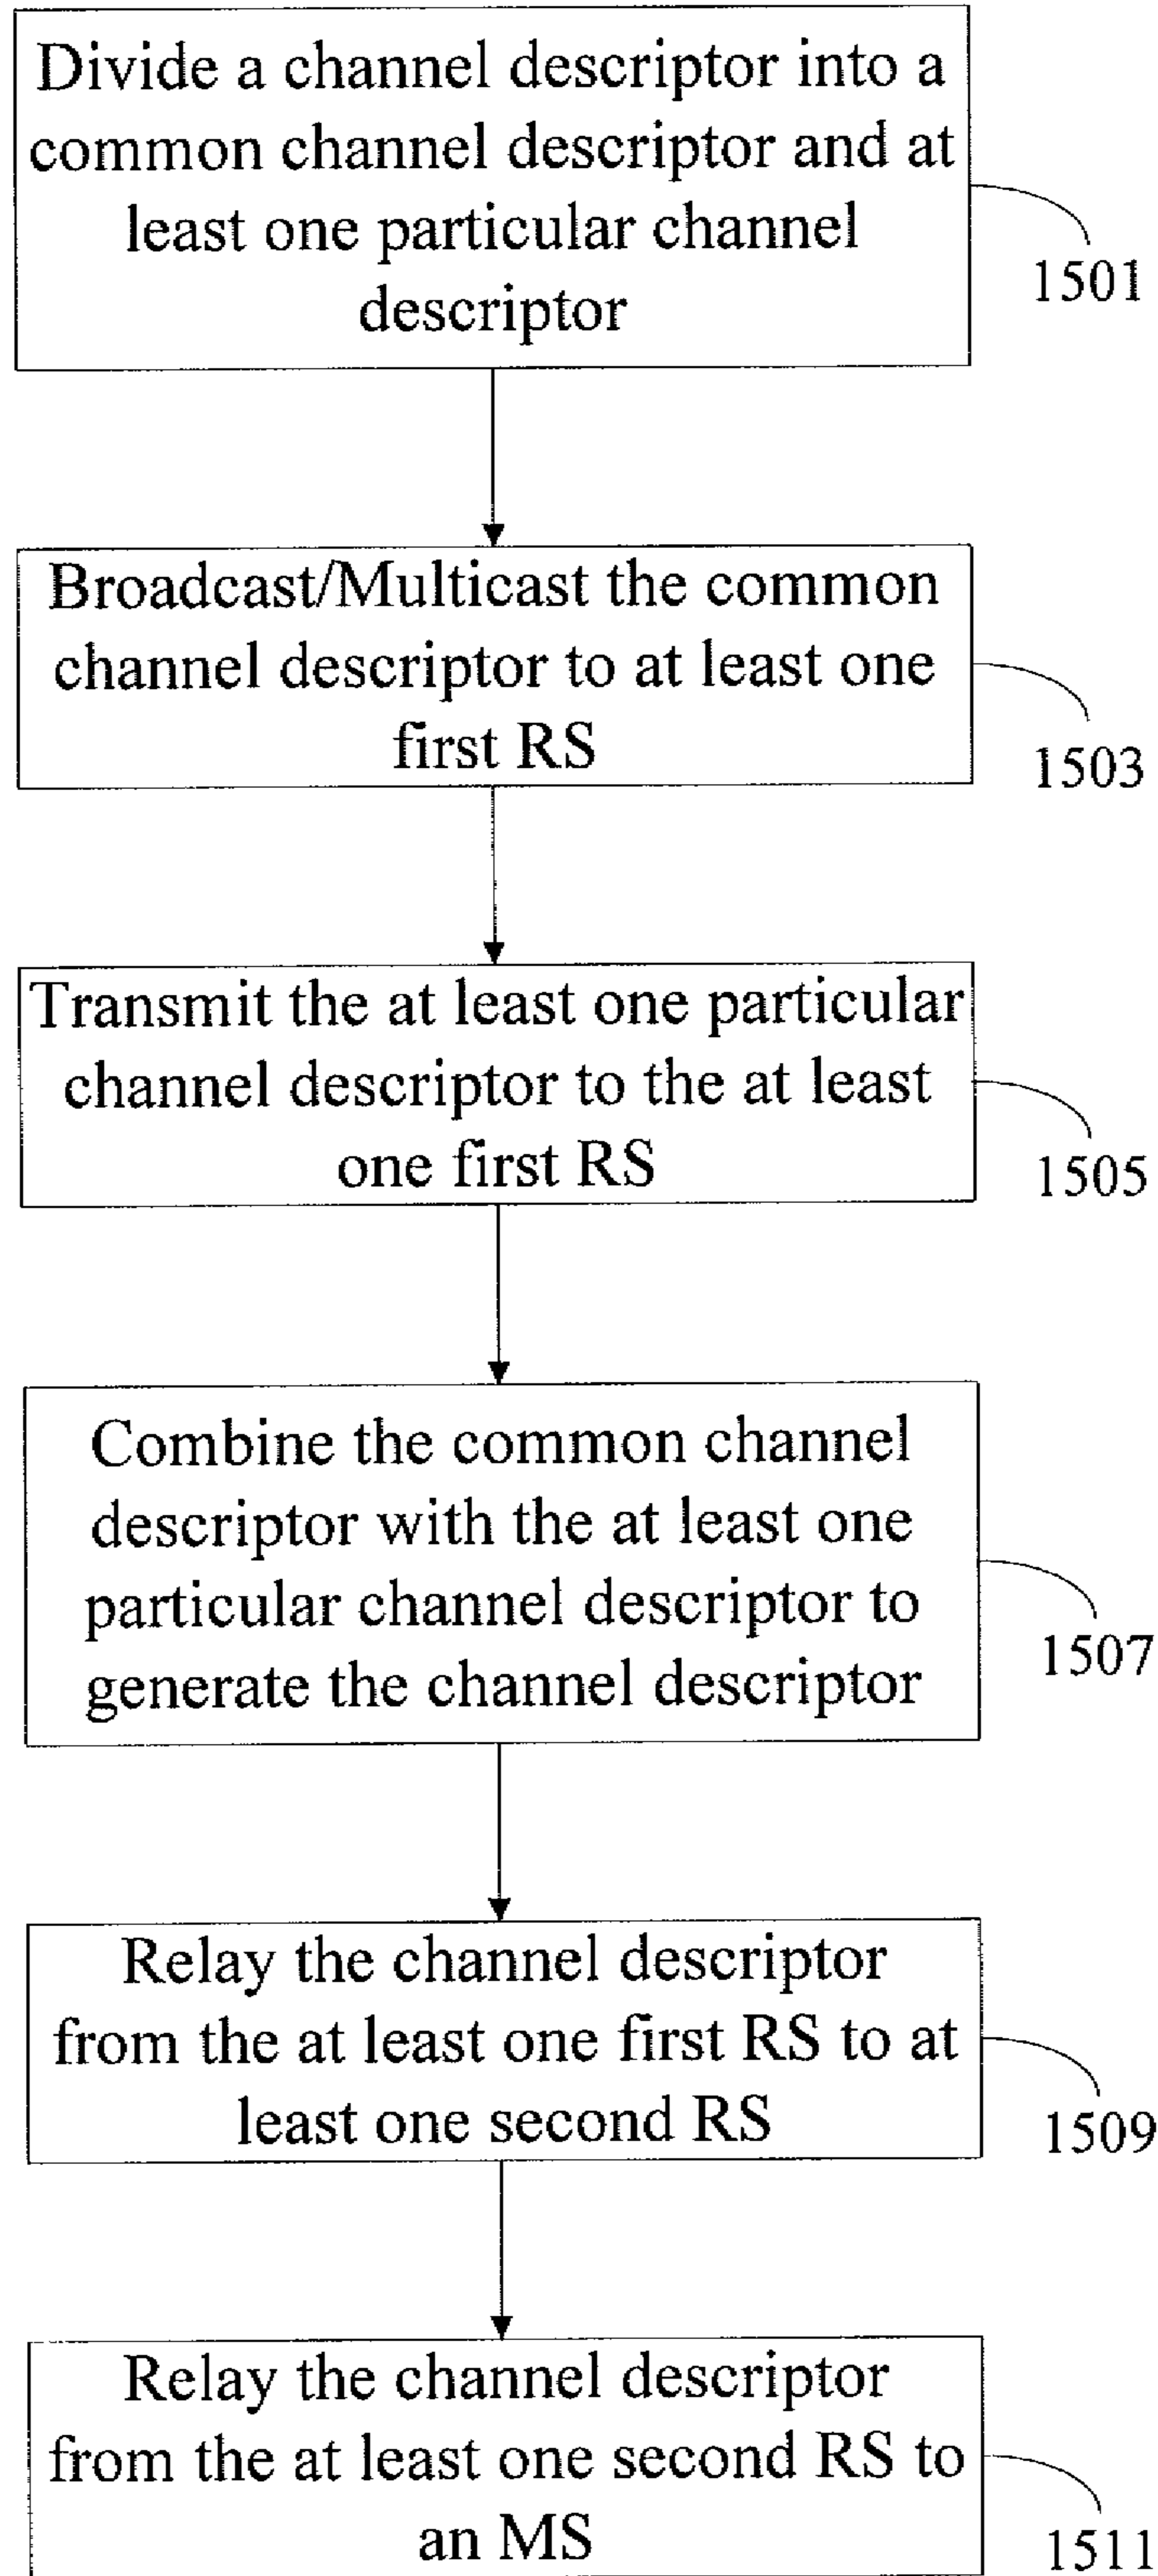 Divide a channel descriptor into a
common channel descriptor and at
least one particular channel
descriptor
1501
Broadcast/Multicast the common
channel descriptor to at least one
first RS
1503
Transmit the at least one particular
channel descriptor to the at least
one first RS
1505
Combine the common channel
descriptor with the at least one
particular channel descriptor to
generate the channel descriptor
1507
Relay the channel descriptor
from the at least one first RS to at
least one second RS
1509
Relay the channel descriptor
from the at least one second RS to
an MS
1511